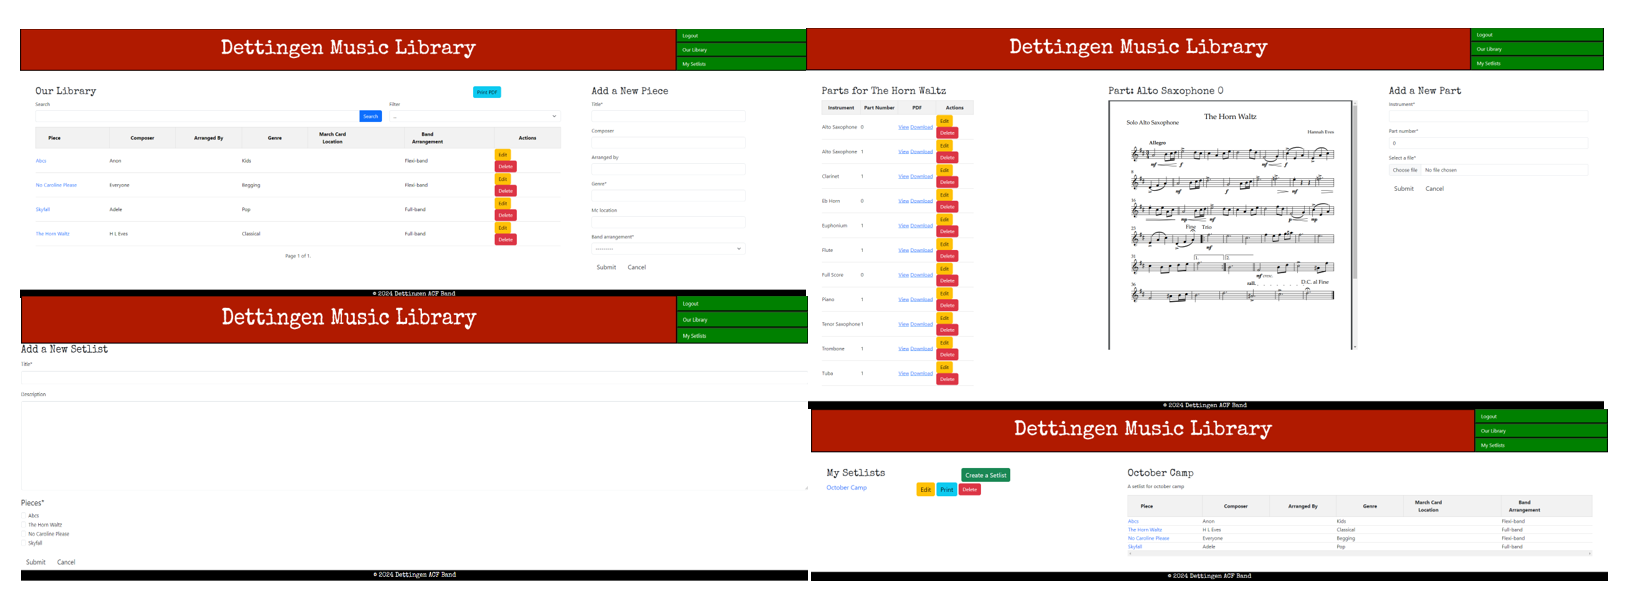 Dettingen Music Library
Logout
Our Library
My Setlists
Our Library
Print PDF
Search
Filter
Search
Piece Composer Arranged By Genre March Card Location Band Arrangement Actions
Abcs Anon Kids Flexi-band Edit Delete
No Caroline Please Everyone Begging Flexi-band Edit Delete
Skyfall Adele Pop Full-band Edit Delete
The Horn Waltz H L Eves Classical Full-band Edit Delete
Page 1 of 1.
Add a New Piece
Title*
Composer
Arranged by
Genre*
Mc location
Band arrangement*
---------
Submit Cancel
© 2024 Dettingen ACF Band
Dettingen Music Library
Logout
Our Library
My Setlists
Parts for The Horn Waltz
Instrument Part Number PDF Actions
Alto Saxophone 0 View Download Edit Delete
Alto Saxophone 1 View Download Edit Delete
Clarinet 1 View Download Edit Delete
Eb Horn 0 View Download Edit Delete
Euphonium 1 View Download Edit Delete
Flute 1 View Download Edit Delete
Full Score 0 View Download Edit Delete
Piano 1 View Download Edit Delete
Tenor Saxophone 1 View Download Edit Delete
Trombone 1 View Download Edit Delete
Tuba 1 View Download Edit Delete
Part: Alto Saxophone 0
The Horn Waltz
Solo Alto Saxophone
Hannah Eves
Allegro
mf f
mf f mf
mp mf f mp
Fine Trio
mf
1. 2.
mf
rall. D.C. al Fine
Add a New Part
Instrument*
Part number*
0
Select a file*
Choose file No file chosen
Submit Cancel
© 2024 Dettingen ACF Band
Dettingen Music Library
Logout
Our Library
My Setlists
Add a New Setlist
Title*
Description
Pieces*
Abcs
The Horn Waltz
No Caroline Please
Skyfall
Submit Cancel
© 2024 Dettingen ACF Band
Dettingen Music Library
Logout
Our Library
My Setlists
My Setlists
Create a Setlist
October Camp Edit Print Delete
October Camp
A setlist for october camp
Piece Composer Arranged By Genre March Card Location Band Arrangement
Abcs Anon Kids Flexi-band
The Horn Waltz H L Eves Classical Full-band
No Caroline Please Everyone Begging Flexi-band
Skyfall Adele Pop Full-band
© 2024 Dettingen ACF Band